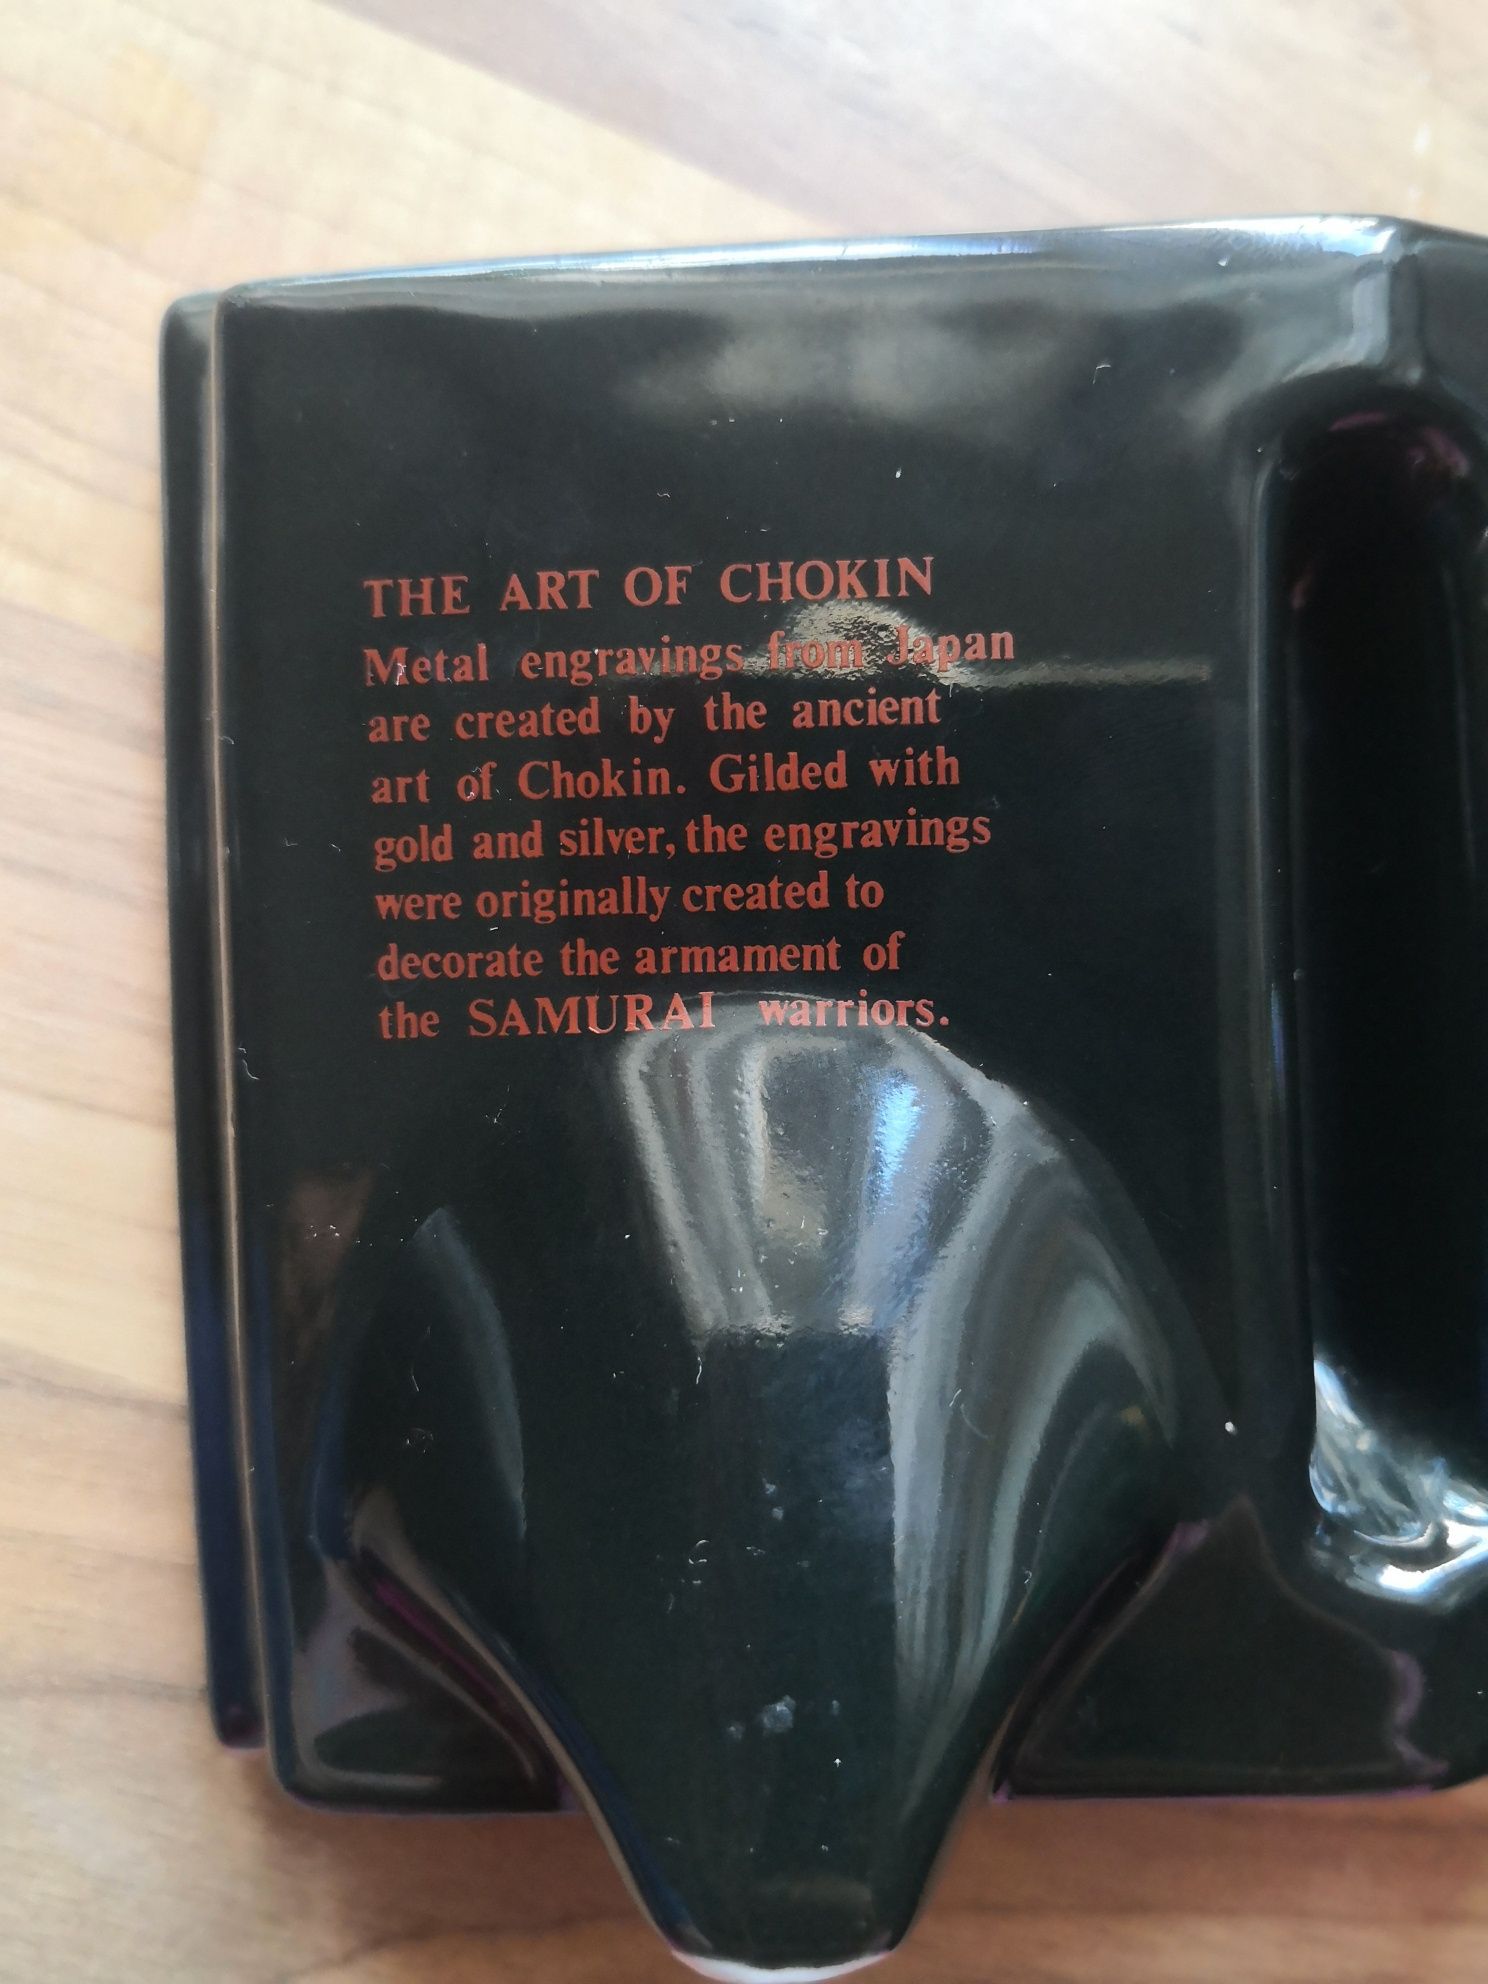 THE ART OF CHOKIN
Metal engravings from Japan
are created by the ancient
art of Chokin. Gilded with
gold and silver, the engravings
were originally created to
decorate the armament of
the SAMURAI warriors.